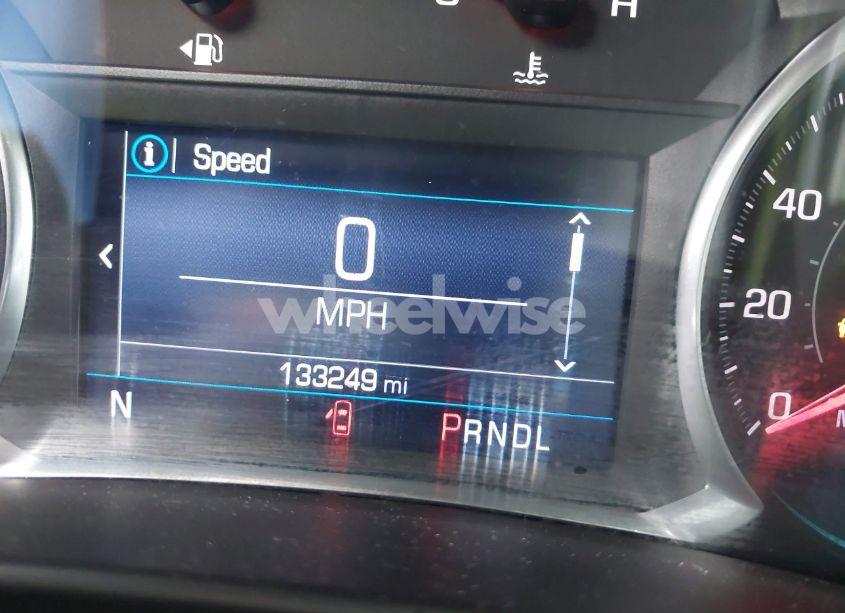 H
Speed
0
MPH
wheelwise
133249 mi
N
PRNDL
40
20
0